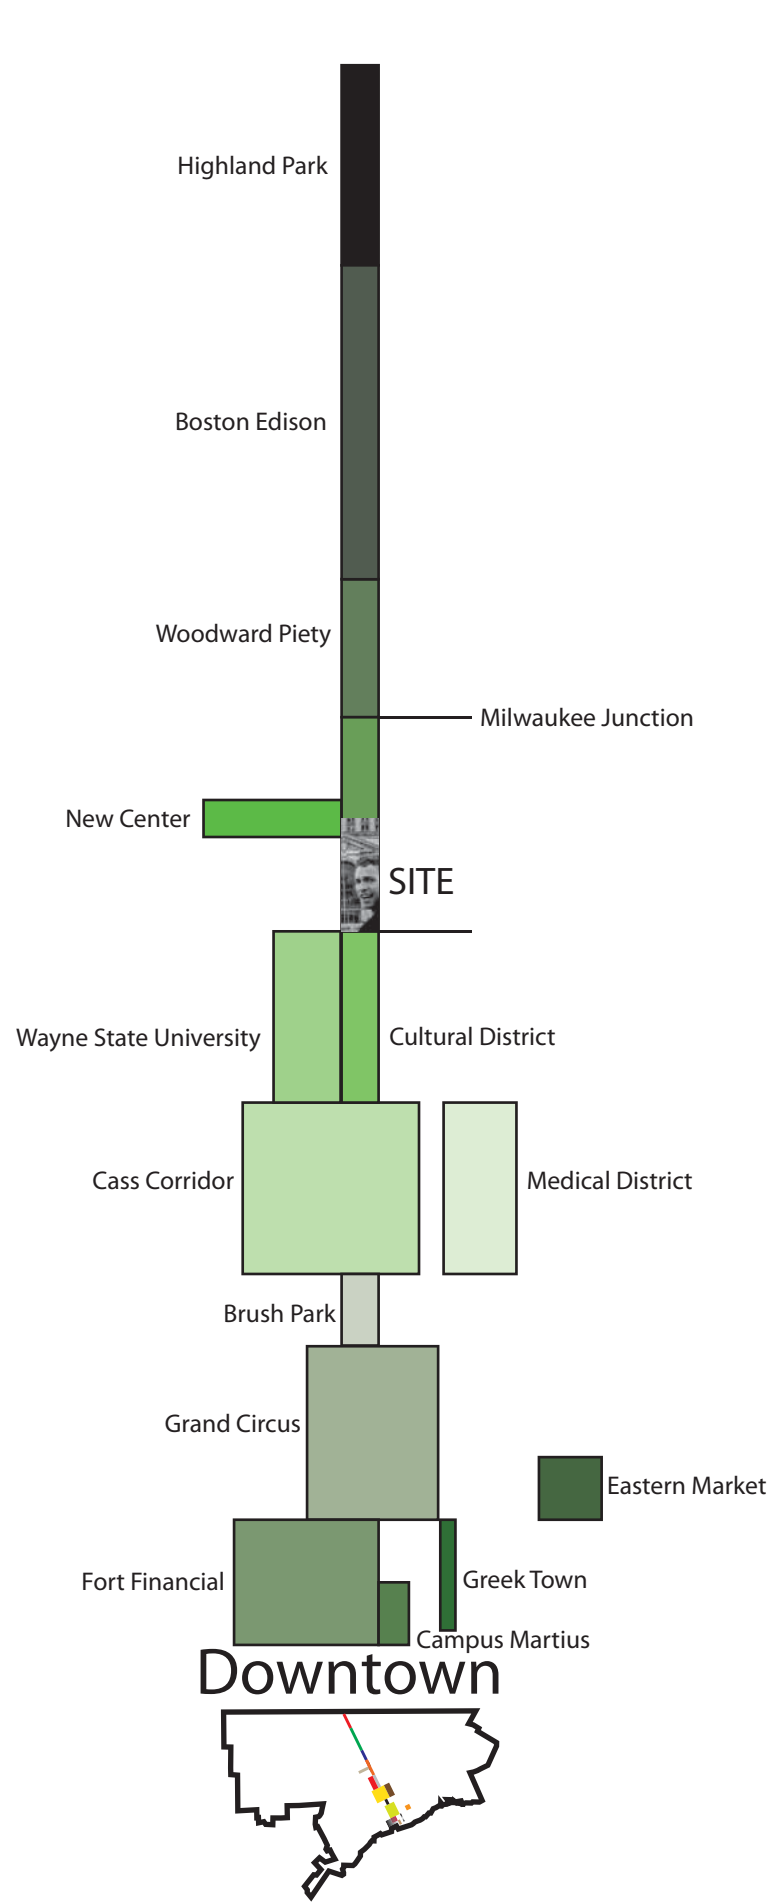 Highland Park
Boston Edison
Woodward Piety
Milwaukee Junction
New Center
SITE
Wayne State University
Cultural District
Cass Corridor
Medical District
Brush Park
Grand Circus
Eastern Market
Fort Financial
Greek Town
Campus Martius
Downtown